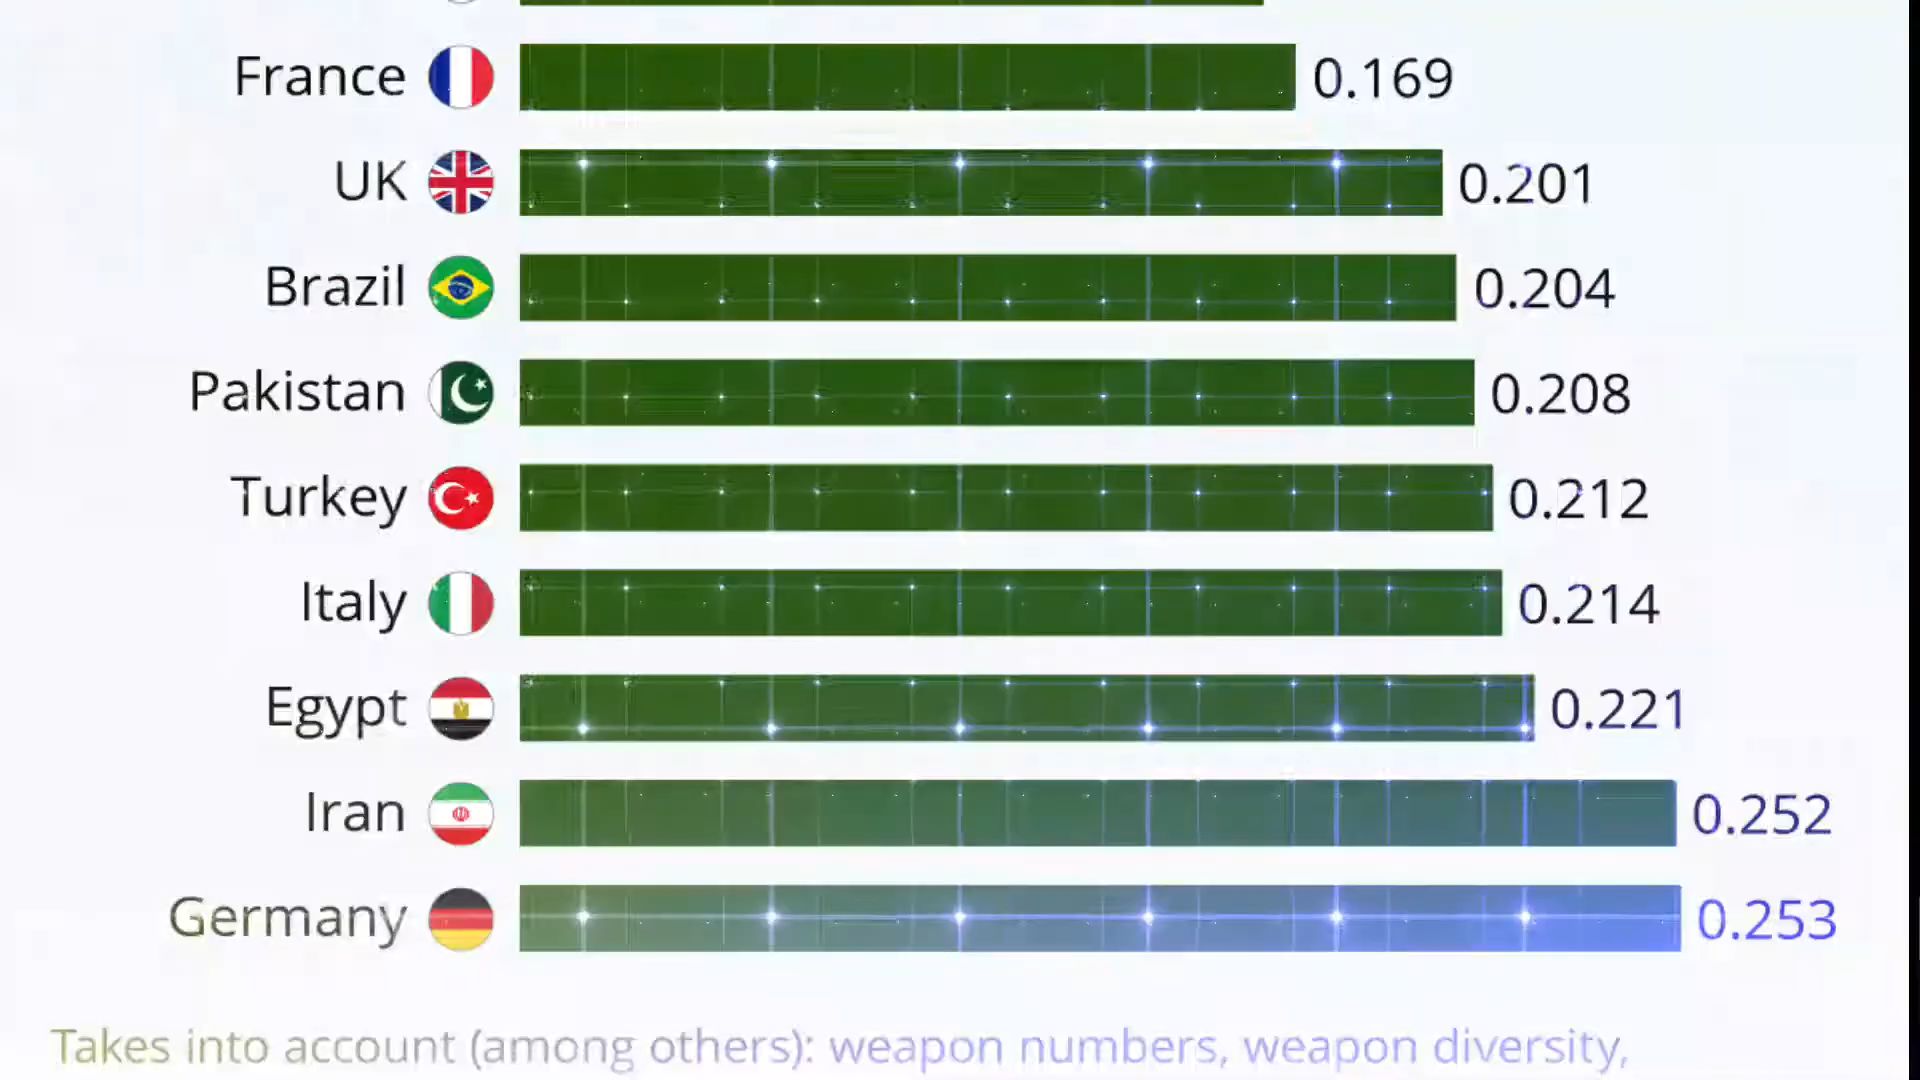 France 0.169
UK 0.201
Brazil 0.204
Pakistan 0.208
Turkey 0.212
Italy 0.214
Egypt 0.221
Iran 0.252
Germany 0.253
Takes into account (among others): weapon numbers, weapon diversity,